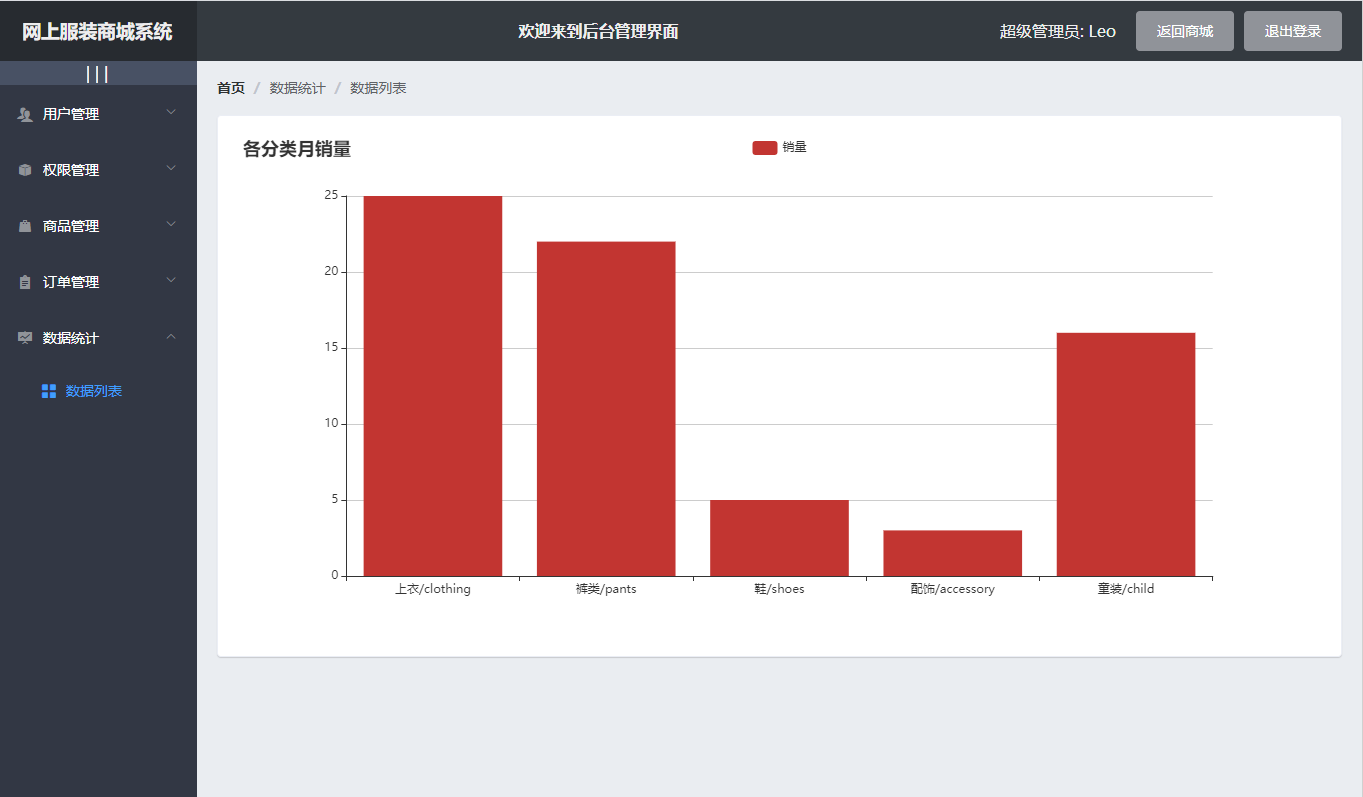 网上服装商城系统
欢迎来到后台管理界面
超级管理员: Leo
返回商城
退出登录
|||
用户管理
权限管理
商品管理
订单管理
数据统计
数据列表
首页 / 数据统计 / 数据列表
各分类月销量
销量
25
20
15
10
5
0
上衣/clothing
裤类/pants
鞋/shoes
配饰/accessory
童装/child